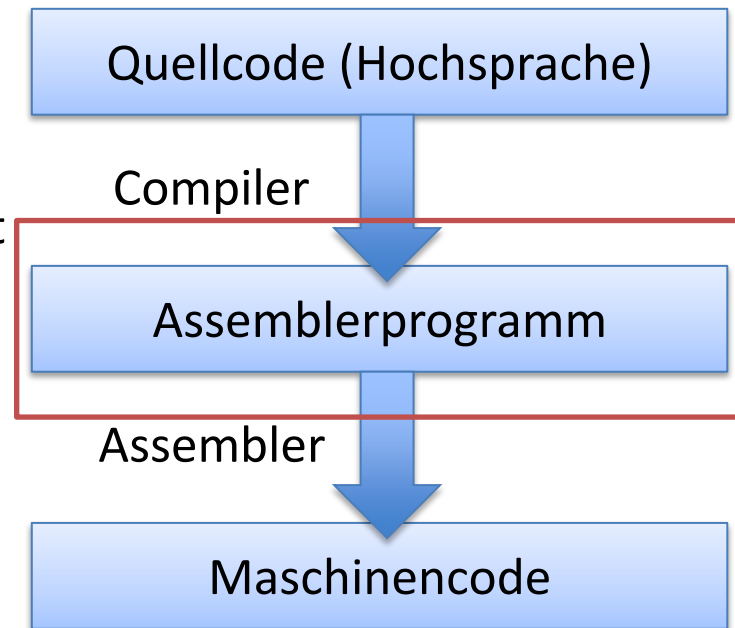 Quellcode (Hochsprache)
Compiler
Assemblerprogramm
Assembler
Maschinencode